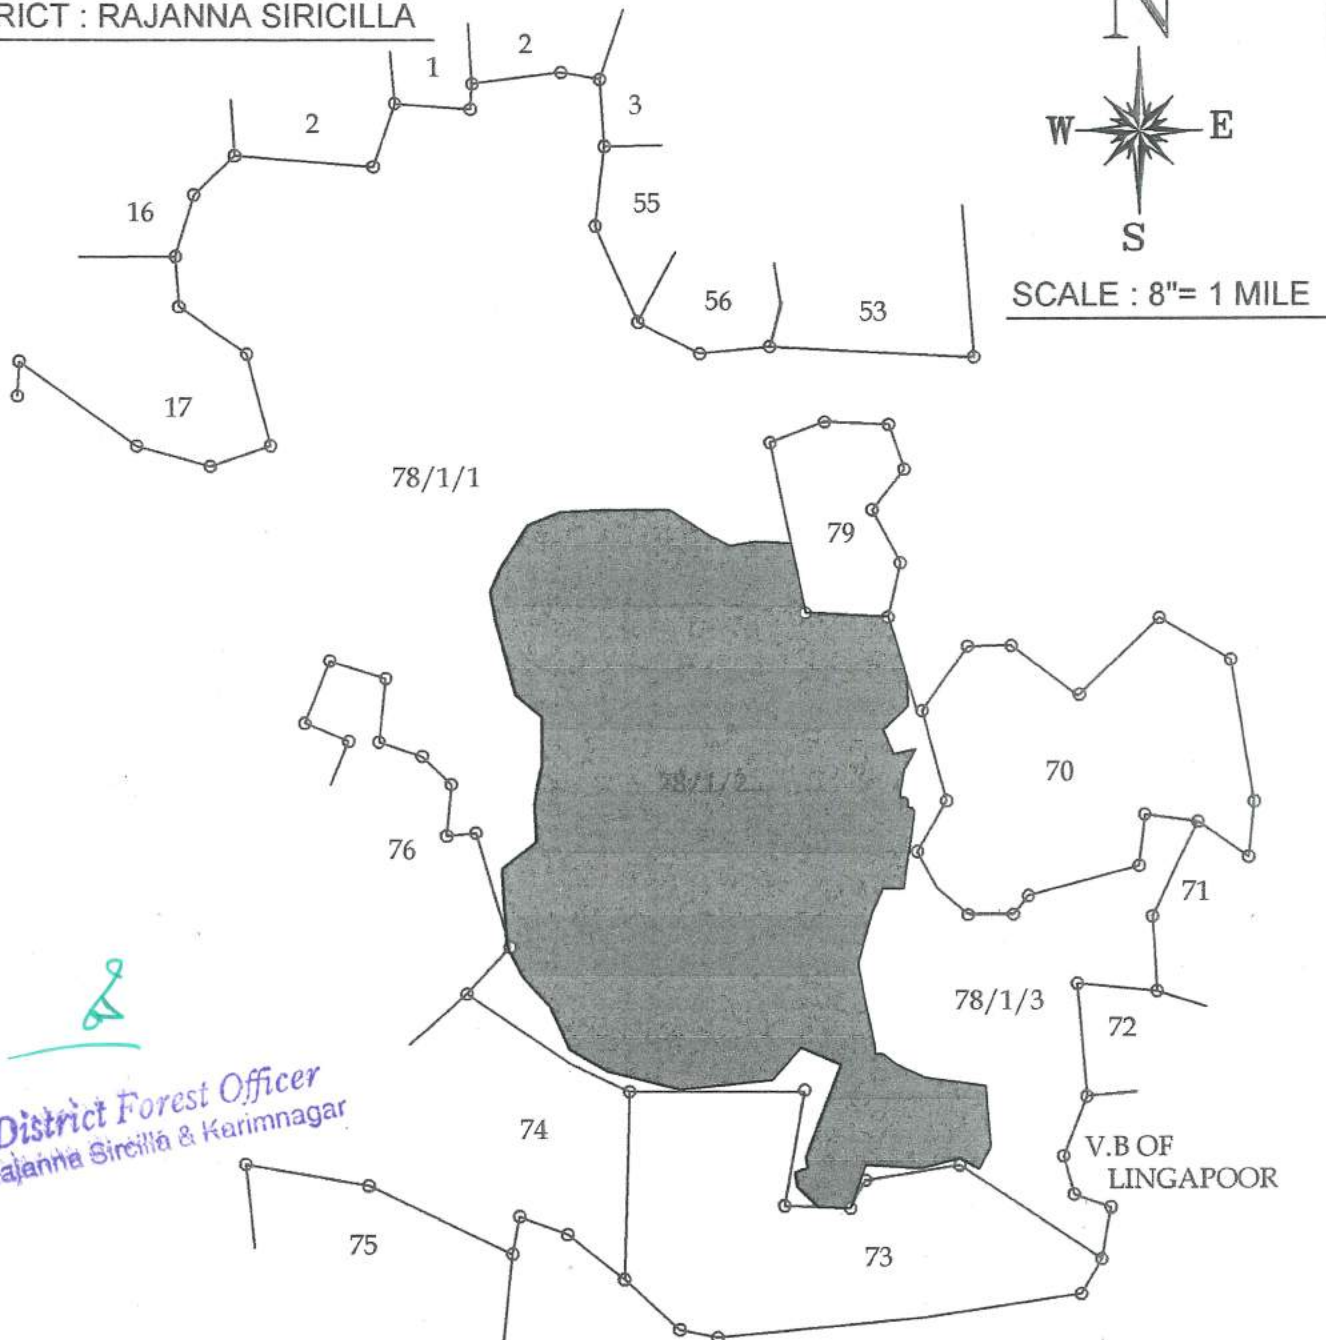 RICT : RAJANNA SIRICILLA
N
W
E
S
SCALE : 8"= 1 MILE
1
2
2
3
16
55
56
53
17
78/1/1
79
78/1/2
70
76
71
78/1/3
72
District Forest Officer
ajanna Sircilla & Karimnagar
74
V.B OF
LINGAPOOR
75
73